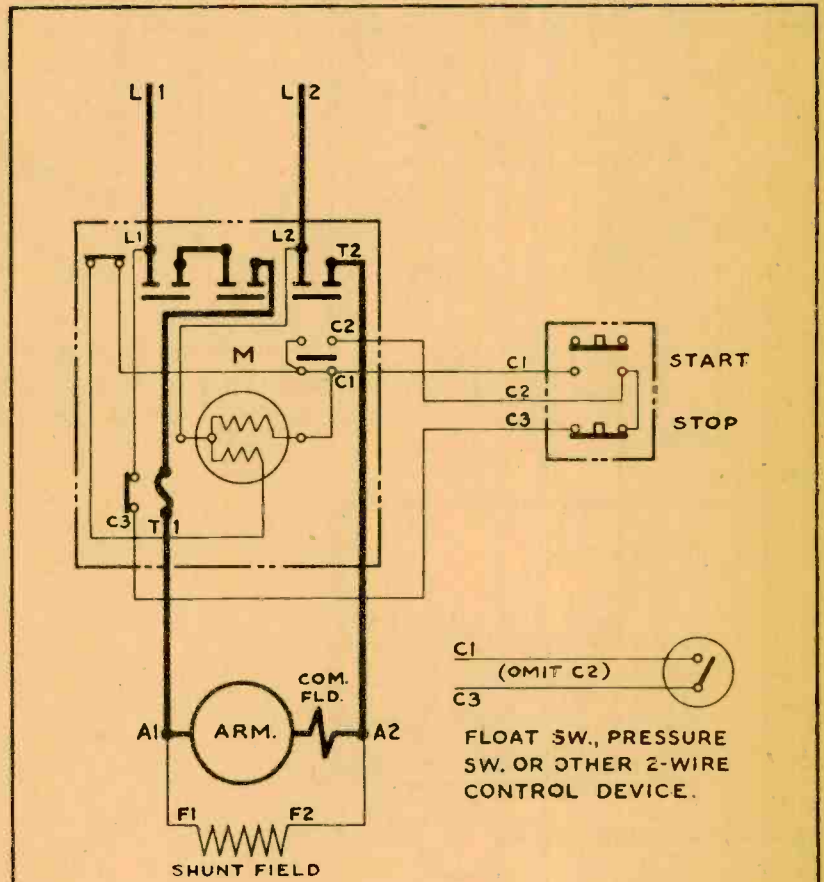 L1
L2
L1
L2
T2
C2
M
C1
C1
START
C2
C3
STOP
C3
T1
COM.
FLD.
A1
ARM.
A2
F1
F2
SHUNT FIELD
C1
(OMIT C2)
C3
FLOAT SW., PRESSURE
SW. OR OTHER 2-WIRE
CONTROL DEVICE.